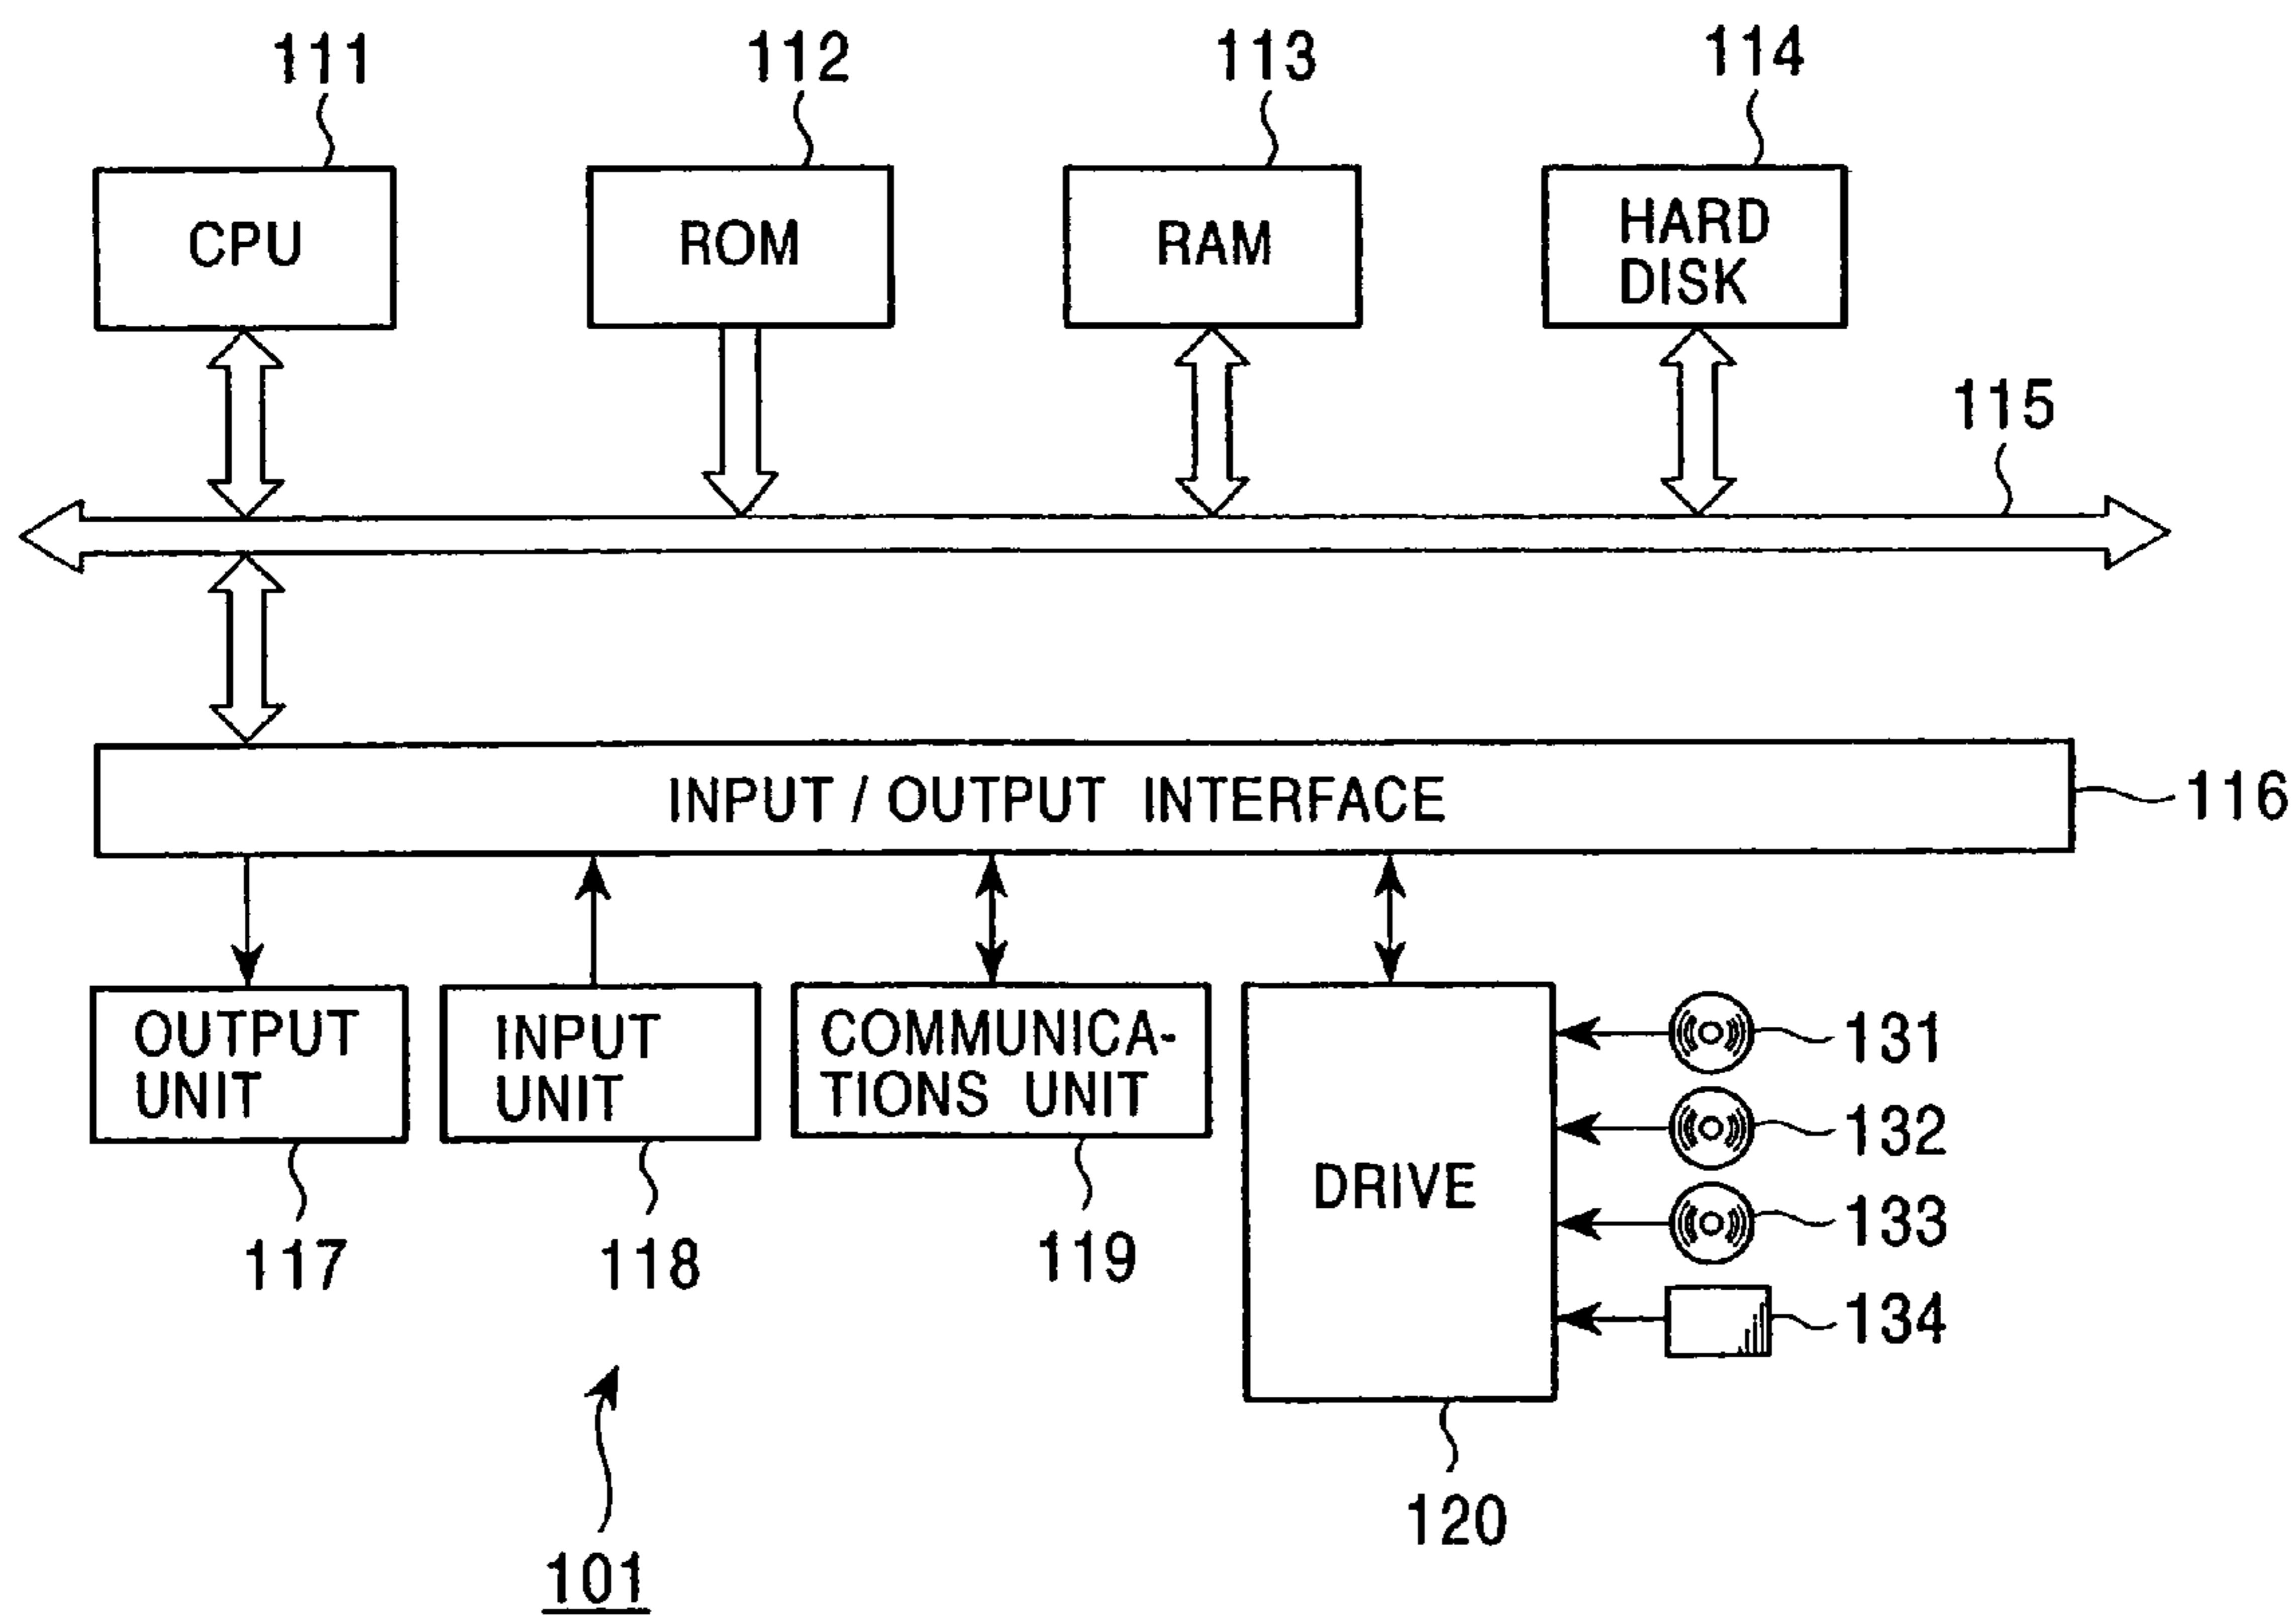 111
112
113
114
CPU
ROM
RAM
HARD
DISK
115
INPUT / OUTPUT INTERFACE
116
OUTPUT
UNIT
INPUT
UNIT
COMMUNICA-
TIONS UNIT
DRIVE
131
132
133
134
117
118
119
120
101